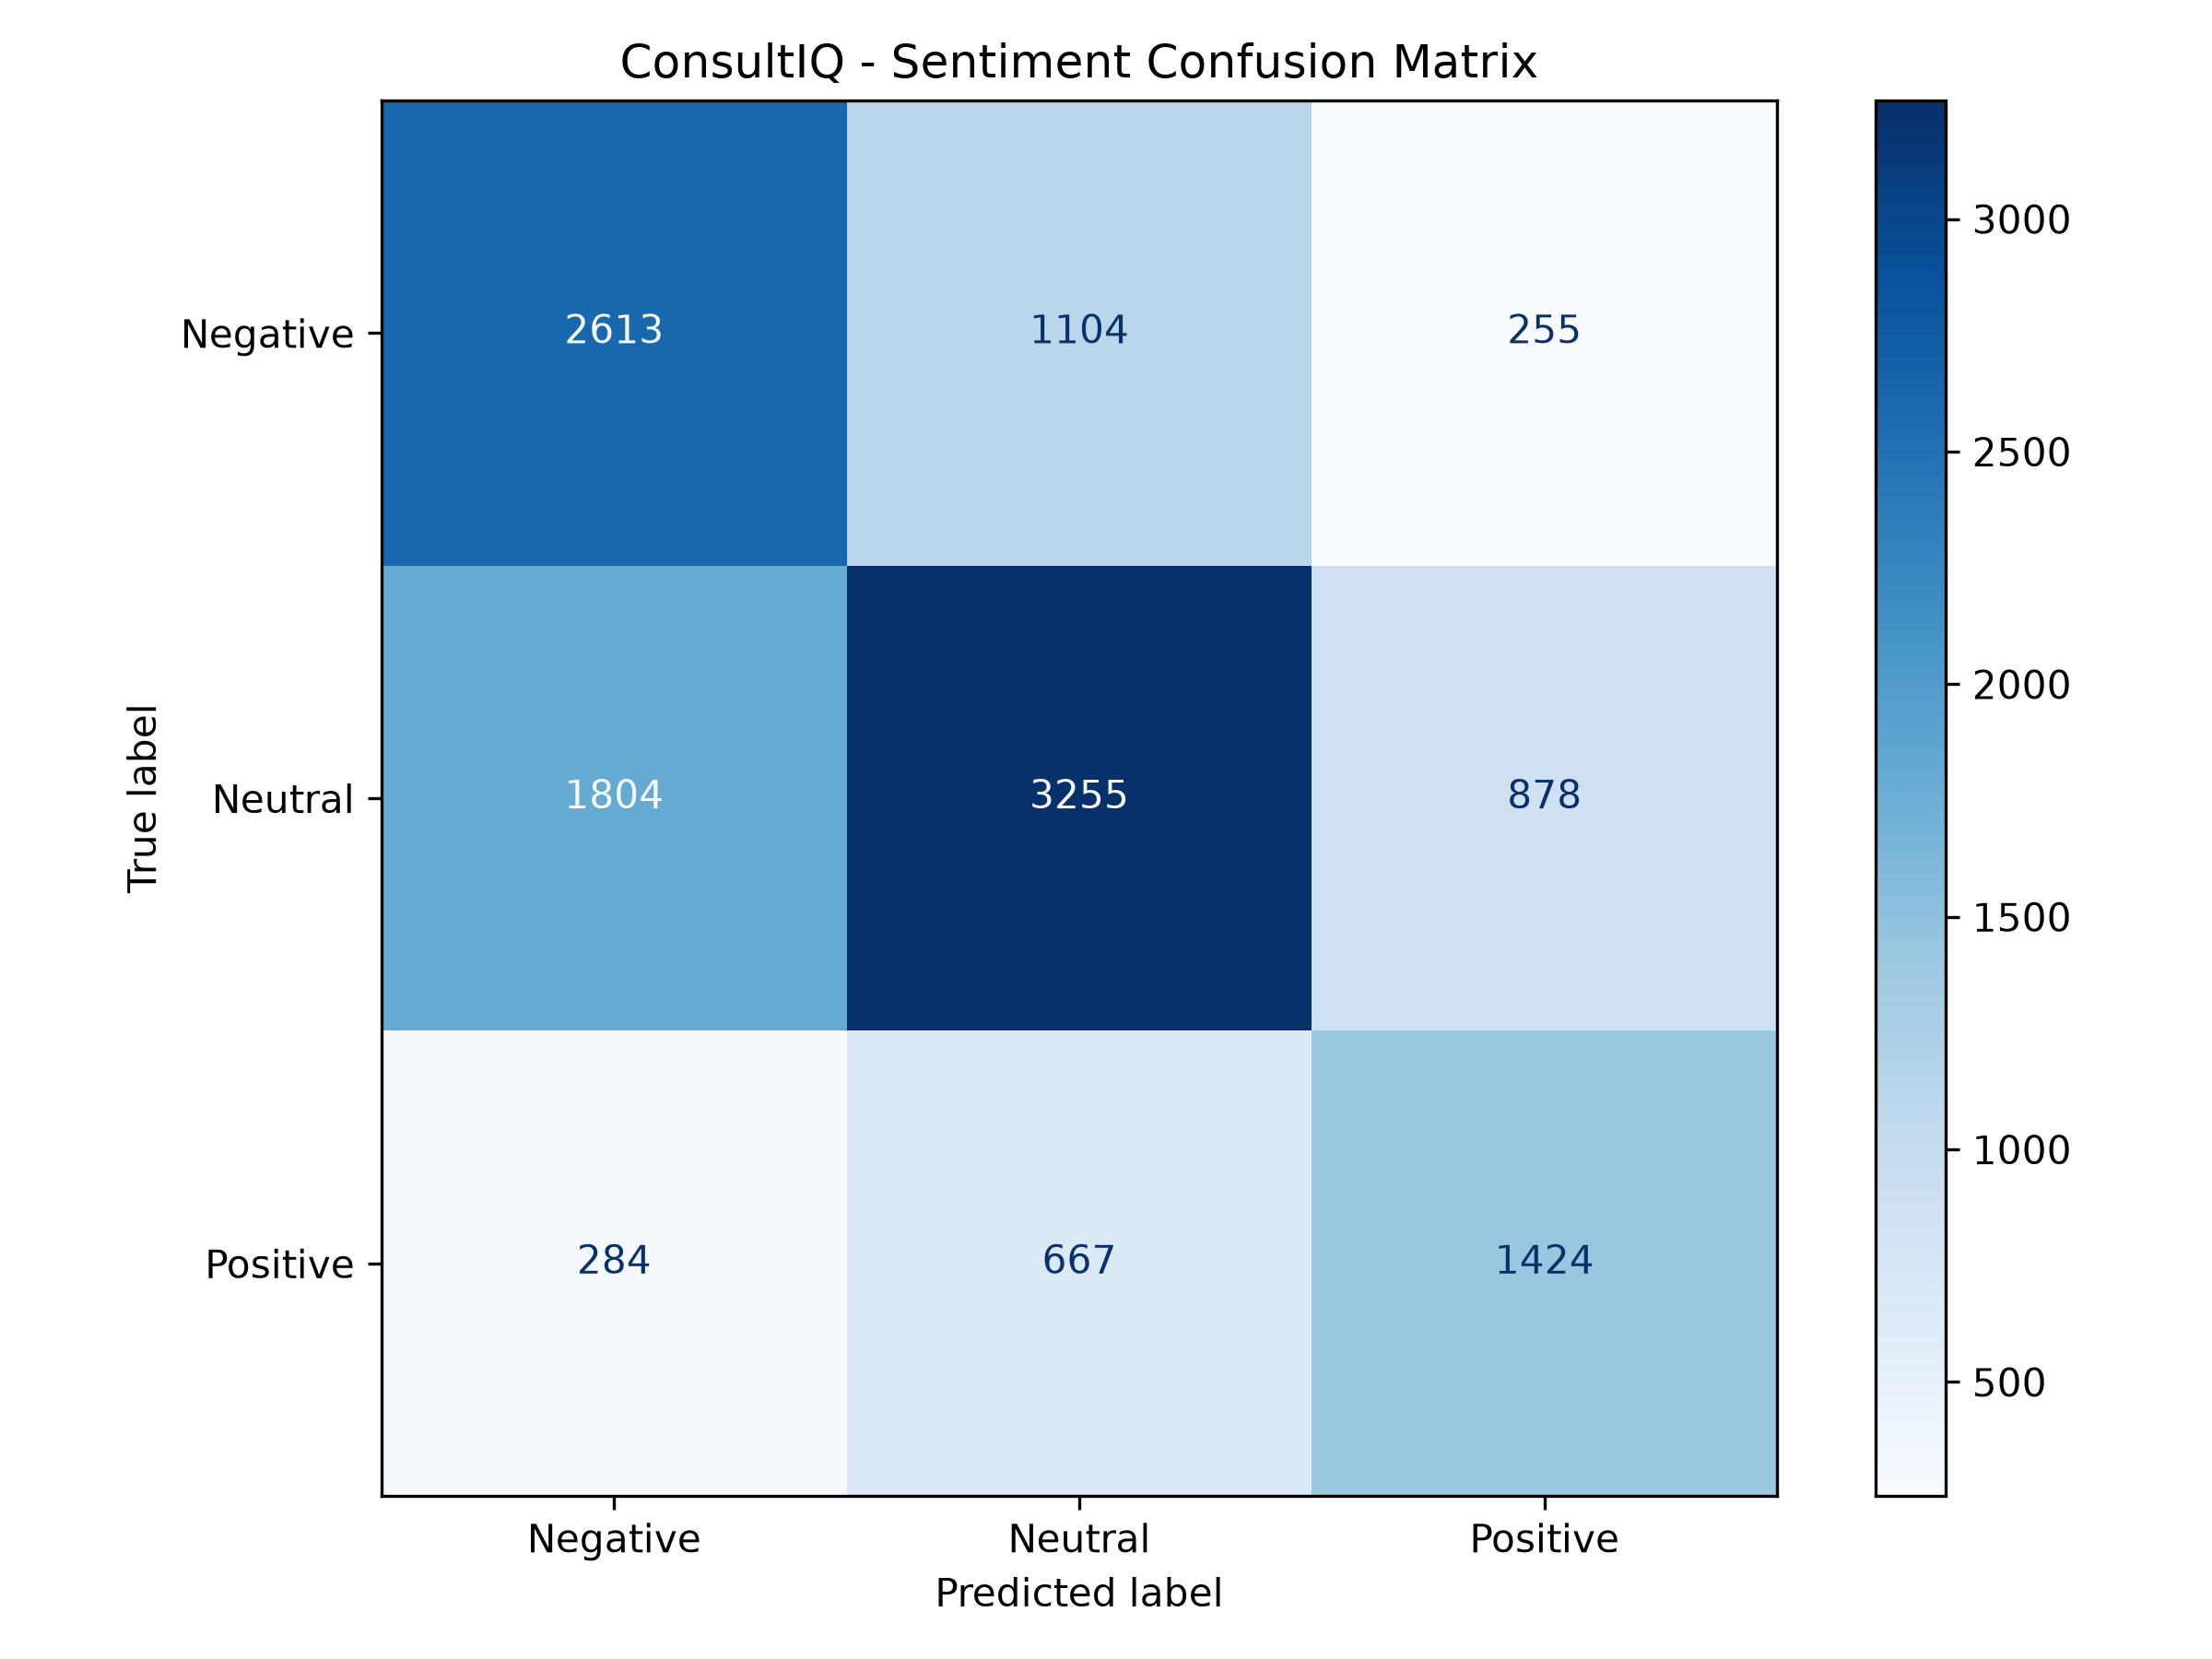 ConsultIQ - Sentiment Confusion Matrix
Negative
2613
1104
255
Neutral
1804
3255
878
Positive
284
667
1424
True label
Negative
Neutral
Positive
Predicted label
3000
2500
2000
1500
1000
500